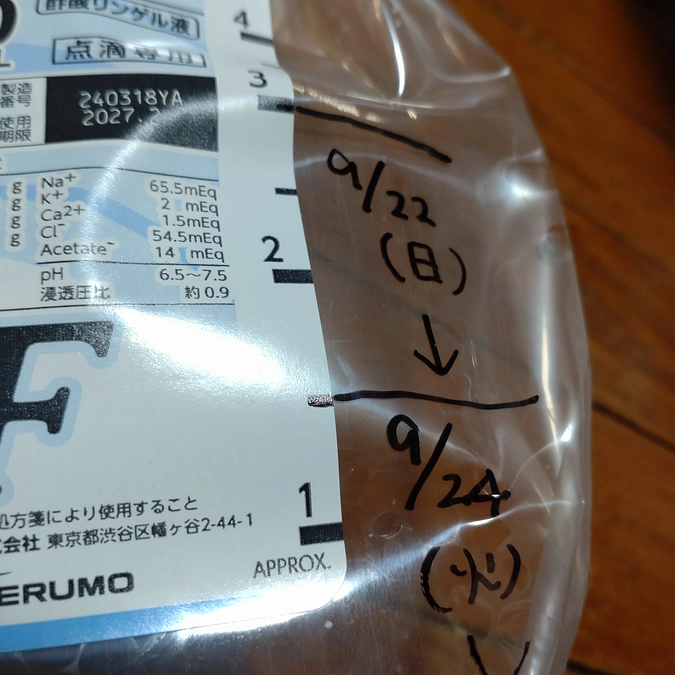 酢酸リンゲル液
点滴専用
製造
番号
240318YA
使用
期限
2027.2
g Na+ 65.5mEq
g K+ 2 mEq
g Ca2+ 1.5mEq
g Cl- 54.5mEq
Acetate- 14 mEq
pH 6.5〜7.5
浸透圧比 約0.9
F
処方箋により使用すること
会社 東京都渋谷区幡ヶ谷2-44-1
ERUMO
4
3
2
1
APPROX.
9/22
(日)
↓
9/24
(火)